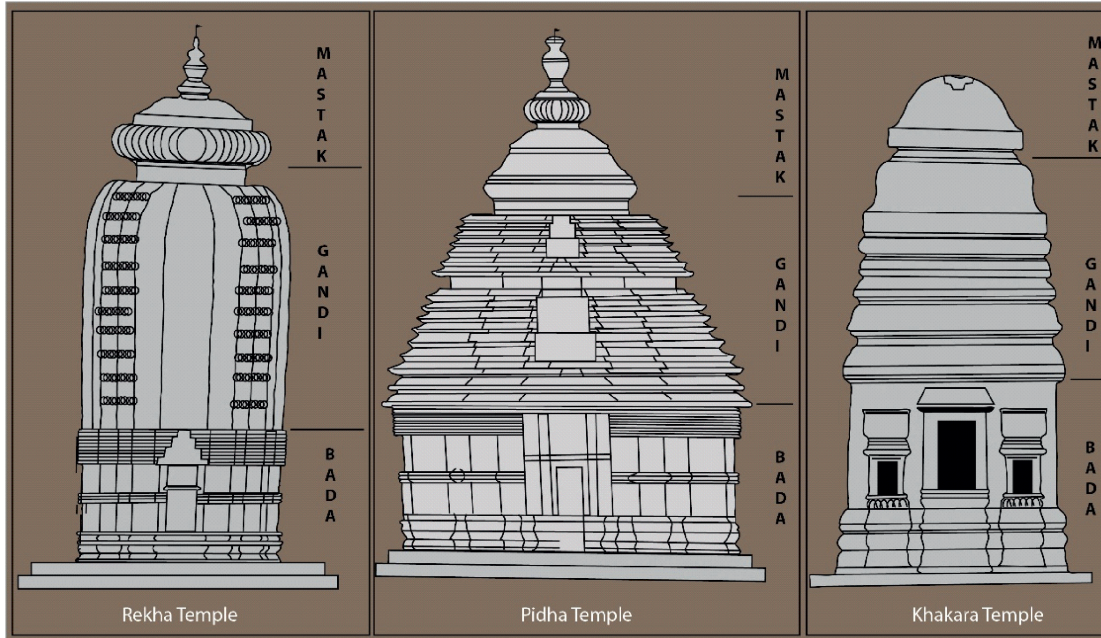 MASTAK
GANDI
BADA
Rekha Temple
MASTAK
GANDI
BADA
Pidha Temple
MASTAK
GANDI
BADA
Khakara Temple